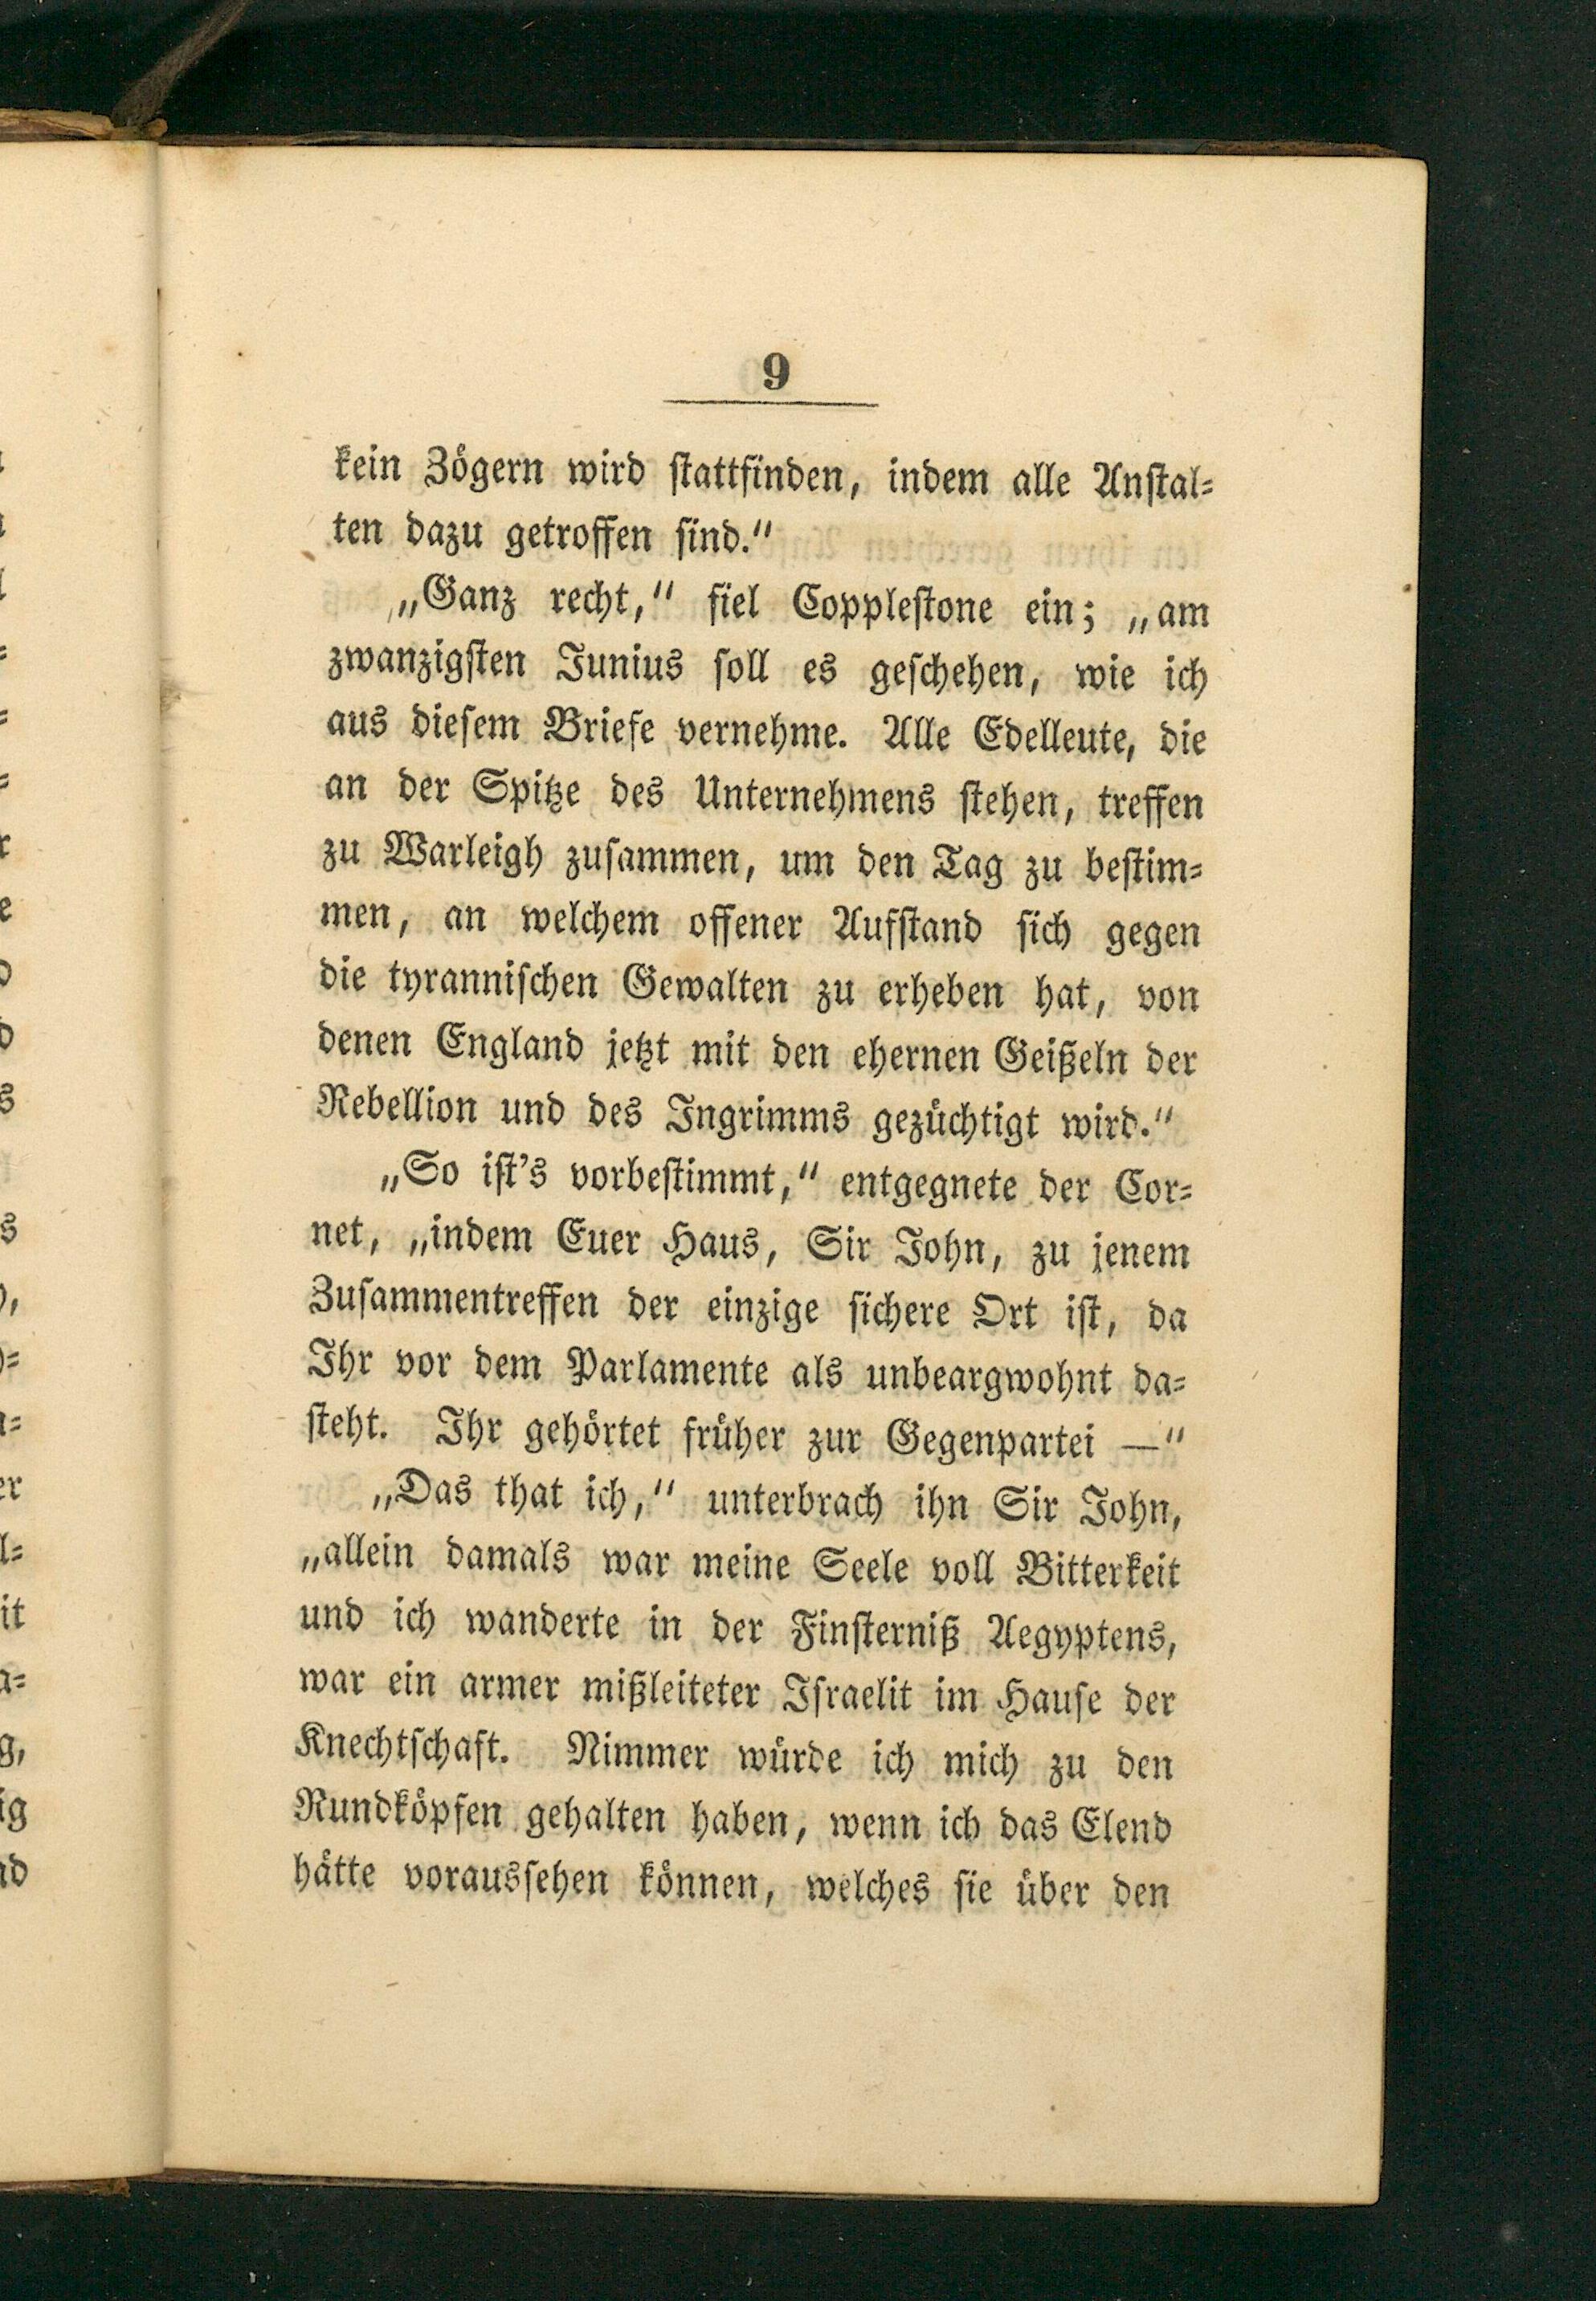 9
kein Zögern wird stattfinden, indem alle Anstal-
ten dazu getroffen sind."
„Ganz recht," fiel Copplestone ein; „am
zwanzigsten Junius soll es geschehen, wie ich
aus diesem Briefe vernehme. Alle Edelleute, die
an der Spitze des Unternehmens stehen, treffen
zu Warleigh zusammen, um den Tag zu bestim-
men, an welchem offener Aufstand sich gegen
die tyrannischen Gewalten zu erheben hat, von
denen England jetzt mit den ehernen Geißeln der
Rebellion und des Ingrimms gezüchtigt wird."
„So ist's vorbestimmt," entgegnete der Cor-
net, „indem Euer Haus, Sir John, zu jenem
Zusammentreffen der einzige sichere Ort ist, da
Ihr vor dem Parlamente als unbeargwohnt da-
steht. Ihr gehörtet früher zur Gegenpartei —"
„Das that ich," unterbrach ihn Sir John,
„allein damals war meine Seele voll Bitterkeit
und ich wanderte in der Finsterniß Aegyptens,
war ein armer mißleiteter Israelit im Hause der
Knechtschaft. Nimmer würde ich mich zu den
Rundköpfen gehalten haben, wenn ich das Elend
hätte voraussehen können, welches sie über den